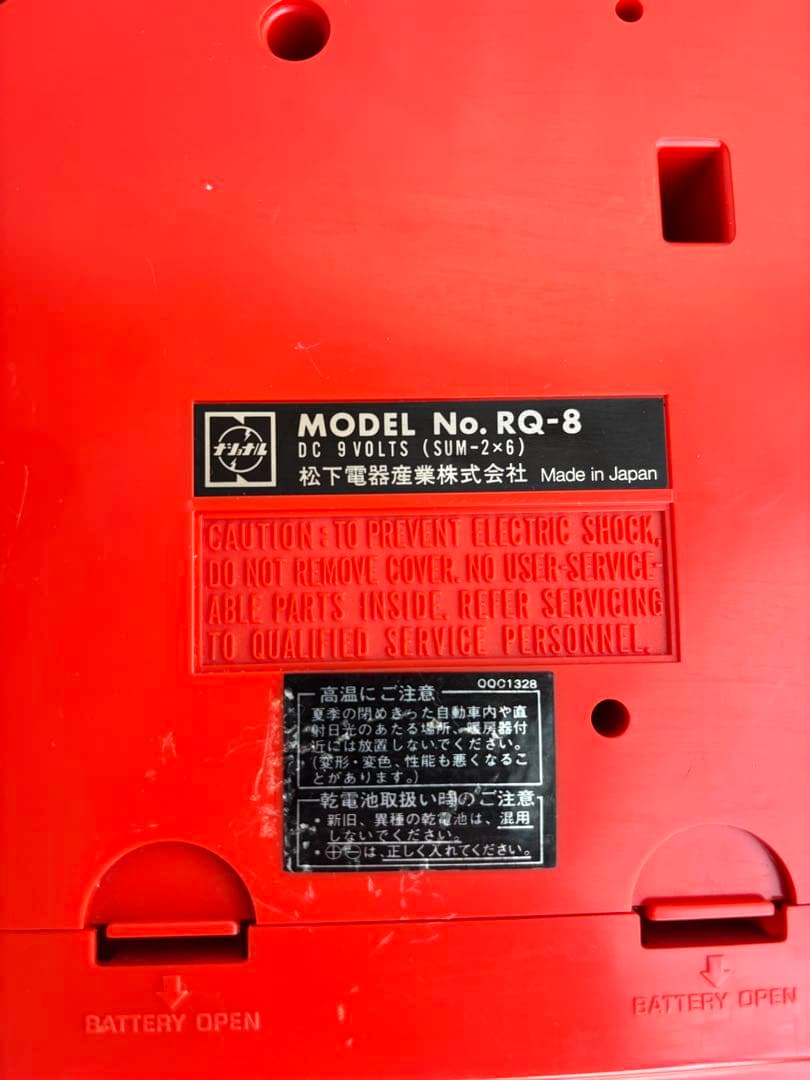 ナショナル
MODEL No. RQ-8
DC 9 VOLTS (SUM-2×6)
松下電器産業株式会社 Made in Japan
CAUTION: TO PREVENT ELECTRIC SHOCK,
DO NOT REMOVE COVER. NO USER-SERVICE-
ABLE PARTS INSIDE. REFER SERVICING
TO QUALIFIED SERVICE PERSONNEL.
QQC1328
高温にご注意
夏季の閉めきった自動車内や直
射日光のあたる場所、暖房器付
近には放置しないでください。
(変形・変色、性能も悪くなるこ
とがあります。)
乾電池取扱い時のご注意
・新旧、異種の乾電池は、混用
しないでください。
・⊕⊖は、正しく入れてください。
BATTERY OPEN
BATTERY OPEN